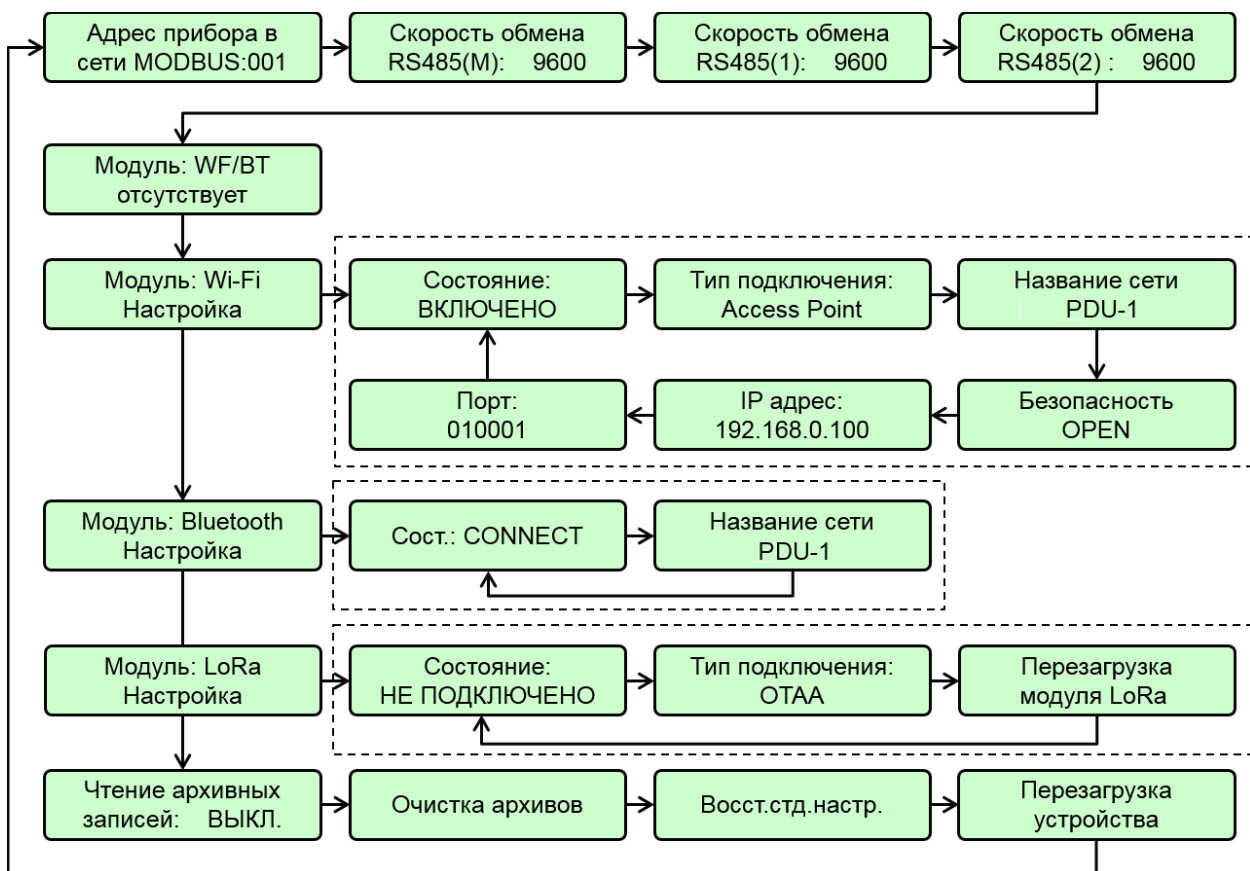 Адрес прибора в
сети MODBUS:001
Скорость обмена
RS485(M): 9600
Скорость обмена
RS485(1): 9600
Скорость обмена
RS485(2) : 9600
Модуль: WF/BT
отсутствует
Модуль: Wi-Fi
Настройка
Состояние:
ВКЛЮЧЕНО
Тип подключения:
Access Point
Название сети
PDU-1
Порт:
010001
IP адрес:
192.168.0.100
Безопасность
OPEN
Модуль: Bluetooth
Настройка
Сост.: CONNECT
Название сети
PDU-1
Модуль: LoRa
Настройка
Состояние:
НЕ ПОДКЛЮЧЕНО
Тип подключения:
OTAA
Перезагрузка
модуля LoRa
Чтение архивных
записей: ВЫКЛ.
Очистка архивов
Восст.стд.настр.
Перезагрузка
устройства